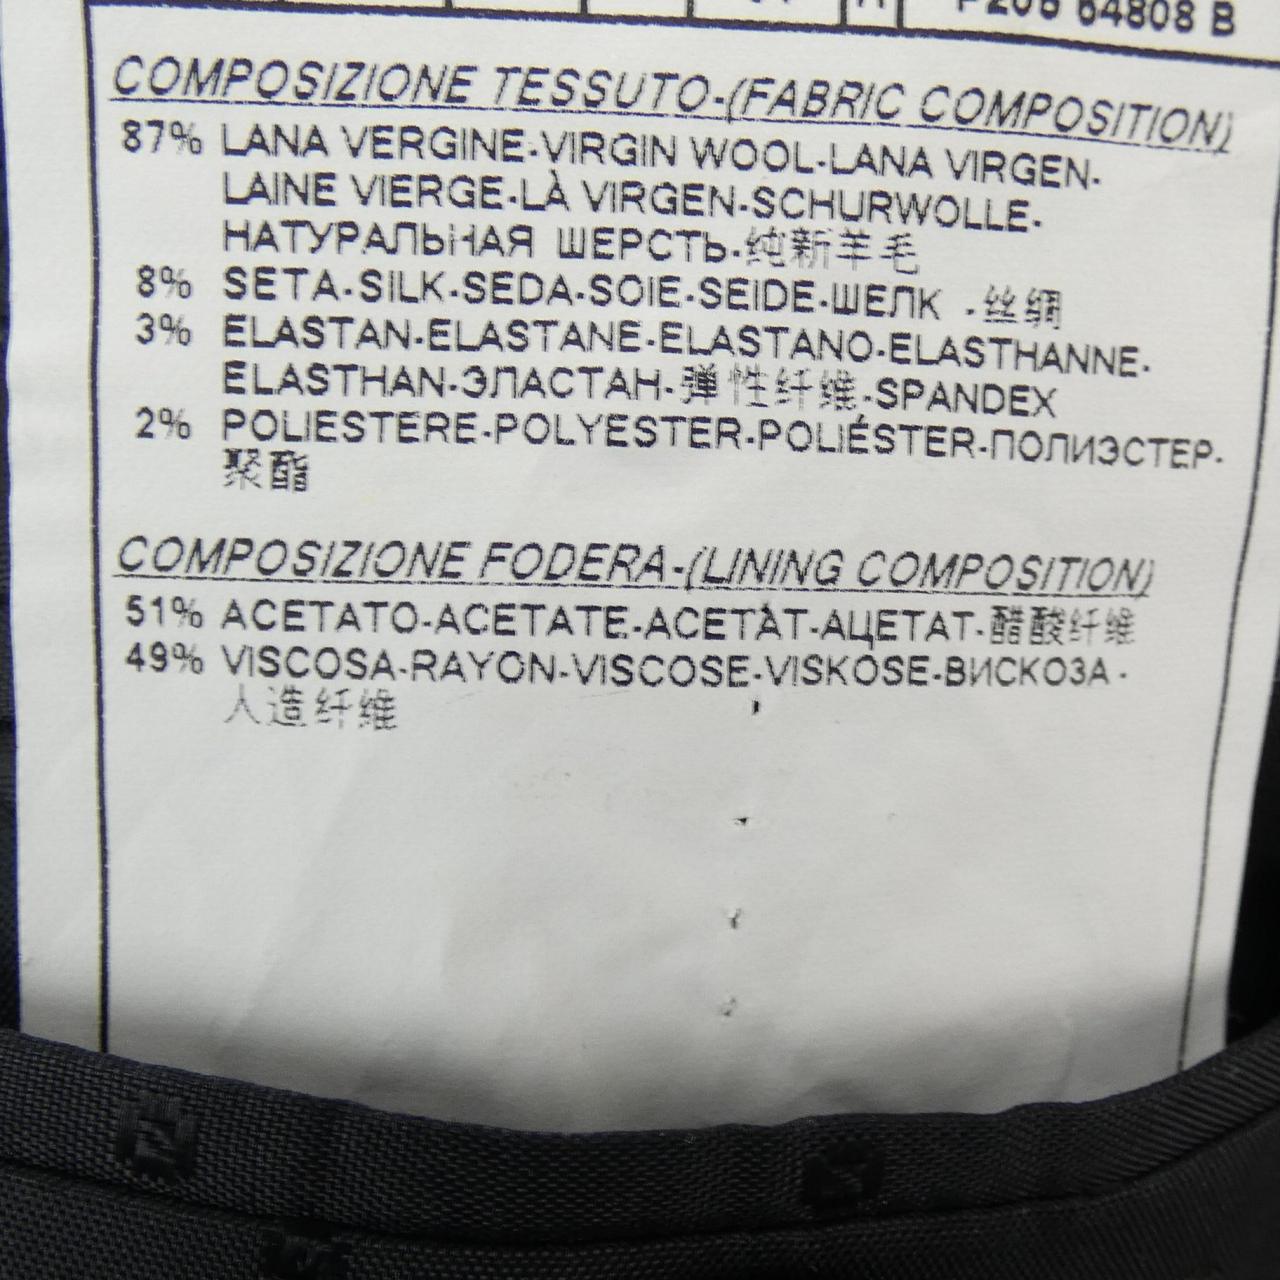 64808 B
COMPOSIZIONE TESSUTO-(FABRIC COMPOSITION)
87% LANA VERGINE-VIRGIN WOOL-LANA VIRGEN-
LAINE VIERGE-LÀ VIRGEN-SCHURWOLLE-
НАТУРАЛЬНАЯ ШЕРСТЬ-纯新羊毛
8% SETA-SILK-SEDA-SOIE-SEIDE-ШЕЛК -丝绸
3% ELASTAN-ELASTANE-ELASTANO-ELASTHANNE-
ELASTHAN-ЭЛАСТАН-弹性纤维-SPANDEX
2% POLIESTERE-POLYESTER-POLIÉSTER-ПОЛИЭСТЕР-
聚酯
COMPOSIZIONE FODERA-(LINING COMPOSITION)
51% ACETATO-ACETATE-ACETAT-АЦЕТАТ-醋酸纤维
49% VISCOSA-RAYON-VISCOSE-VISKOSE-ВИСКОЗА-
人造纤维